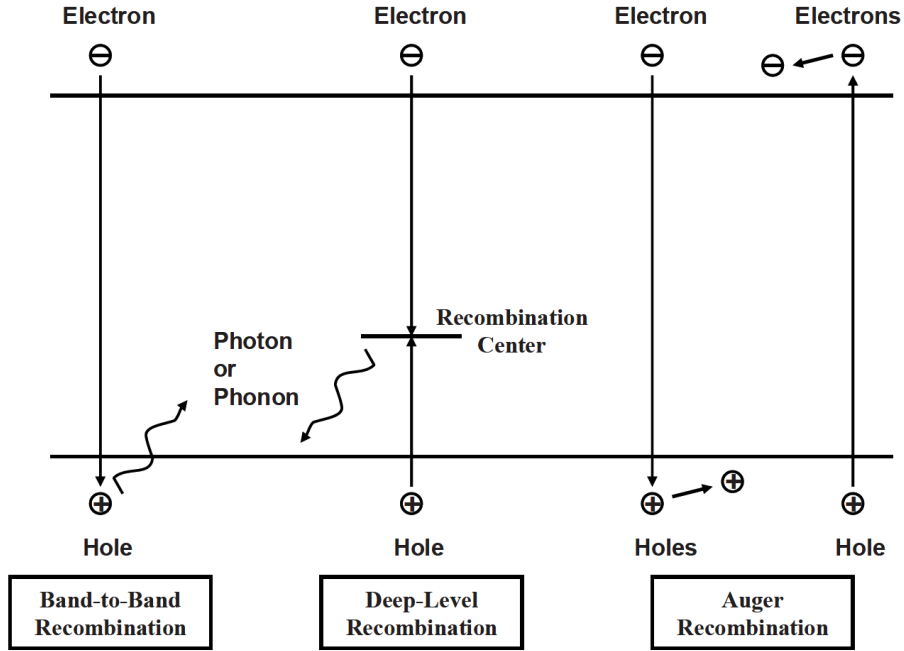 Electron
Electron
Electron
Electrons
Recombination
Center
Photon
or
Phonon
Hole
Hole
Holes
Hole
Band-to-Band
Recombination
Deep-Level
Recombination
Auger
Recombination